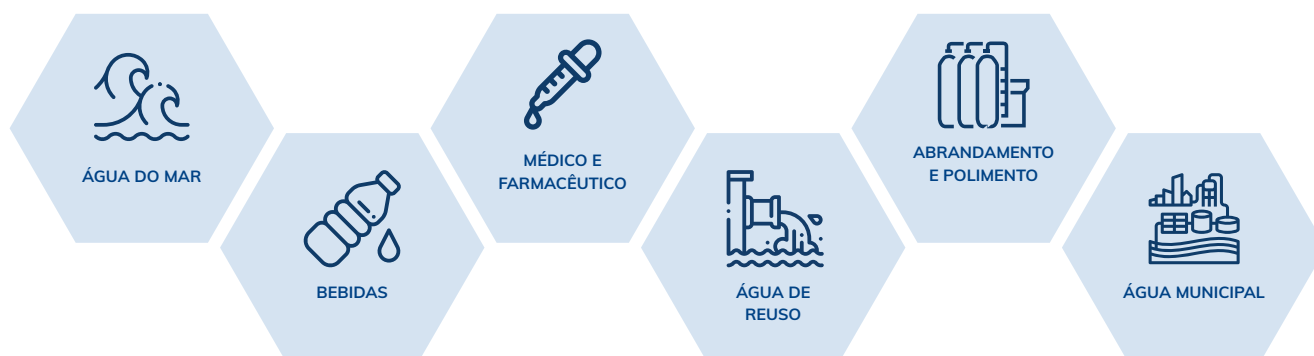 ÁGUA DO MAR
BEBIDAS
MÉDICO E
FARMACÊUTICO
ÁGUA DE
REUSO
ABRANDAMENTO
E POLIMENTO
ÁGUA MUNICIPAL